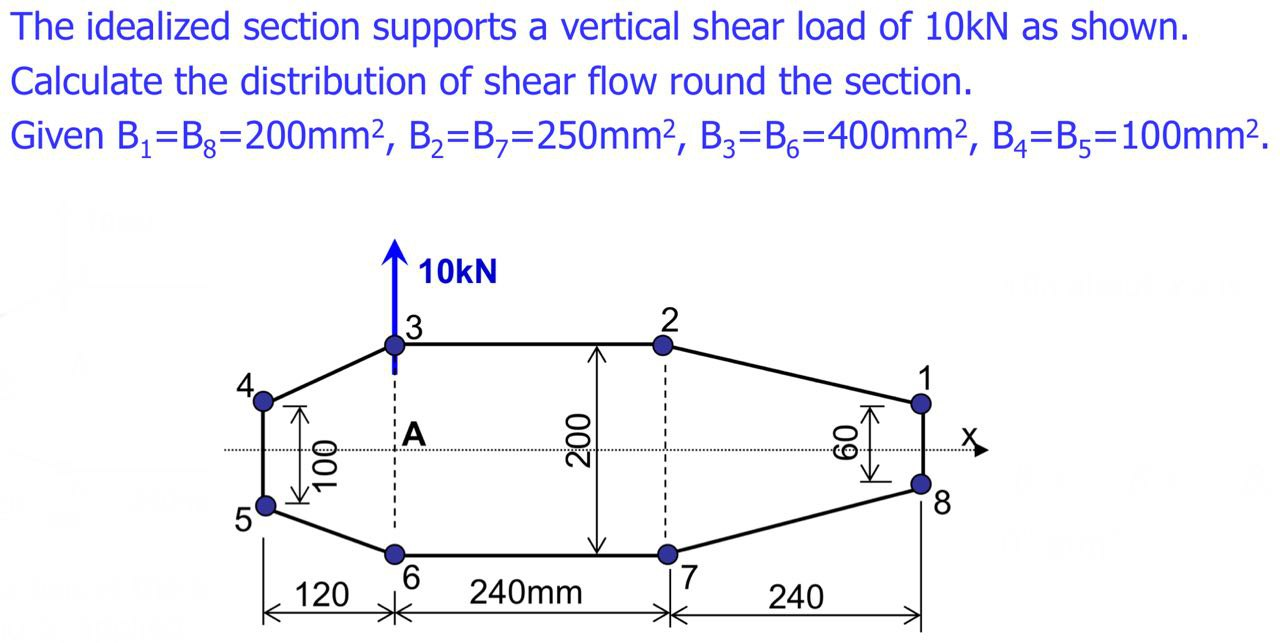 The idealized section supports a vertical shear load of 10kN as shown.
Calculate the distribution of shear flow round the section.
Given B₁=B₈=200mm², B₂=B₇=250mm², B₃=B₆=400mm², B₄=B₅=100mm².
10kN
3
2
4
1
A
x
100
200
60
5
8
6
7
120
240mm
240